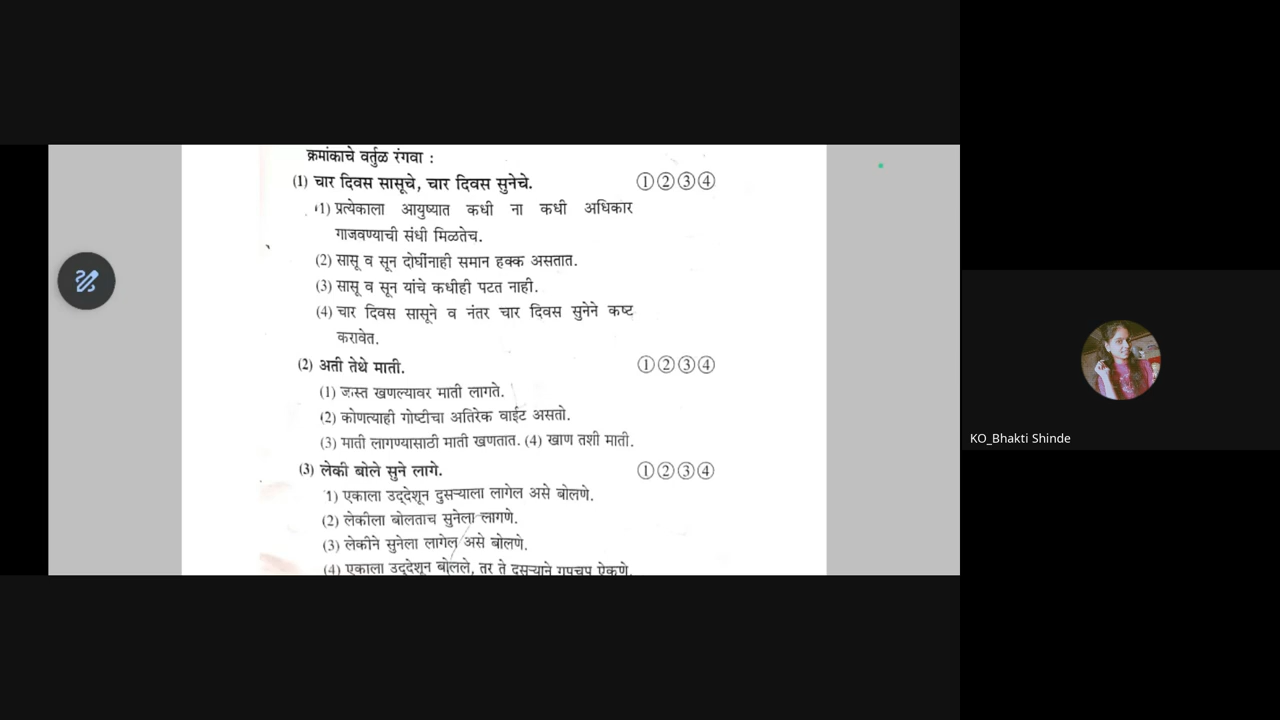 क्रमांकाचे वर्तुळ रंगवा :
(1) चार दिवस सासूचे, चार दिवस सुनेचे. ①②③④
1) प्रत्येकाला आयुष्यात कधी ना कधी अधिकार
गाजवण्याची संधी मिळतेच.
(2) सासू व सून दोघींनाही समान हक्क असतात.
(3) सासू व सून यांचे कधीही पटत नाही.
(4) चार दिवस सासूने व नंतर चार दिवस सुनेने कष्ट
करावेत.
(2) अती तेथे माती. ①②③④
(1) जास्त खणल्यावर माती लागते.
(2) कोणत्याही गोष्टीचा अतिरेक वाईट असतो.
(3) माती लागण्यासाठी माती खणतात. (4) खाण तशी माती.
(3) लेकी बोले सुने लागे. ①②③④
1) एकाला उद्देशून दुसऱ्याला लागेल असे बोलणे.
(2) लेकीला बोलताच सुनेला लागणे.
(3) लेकीने सुनेला लागेल असे बोलणे.
(4) एकाला उद्देशून बोलले, तर ते दुसऱ्याने गुपचूप ऐकणे.
KO_Bhakti Shinde